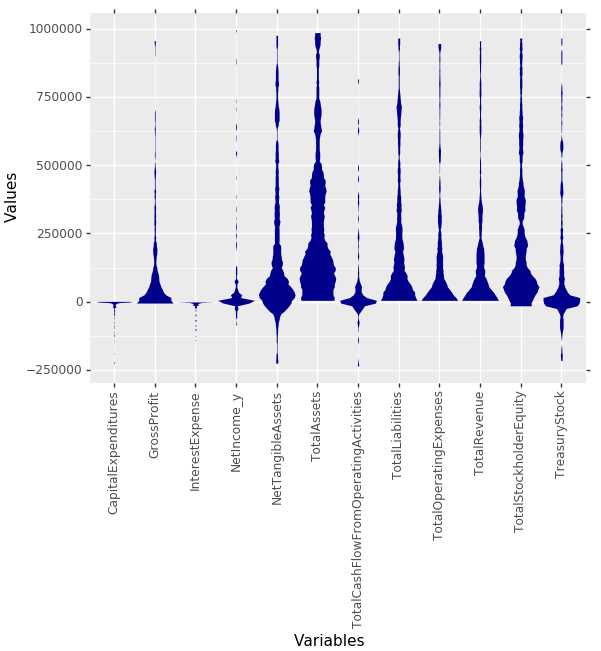 1000000
750000
500000
250000
0
−250000
Values
CapitalExpenditures
GrossProfit
InterestExpense
NetIncome_y
NetTangibleAssets
TotalAssets
TotalCashFlowFromOperatingActivities
TotalLiabilities
TotalOperatingExpenses
TotalRevenue
TotalStockholderEquity
TreasuryStock
Variables